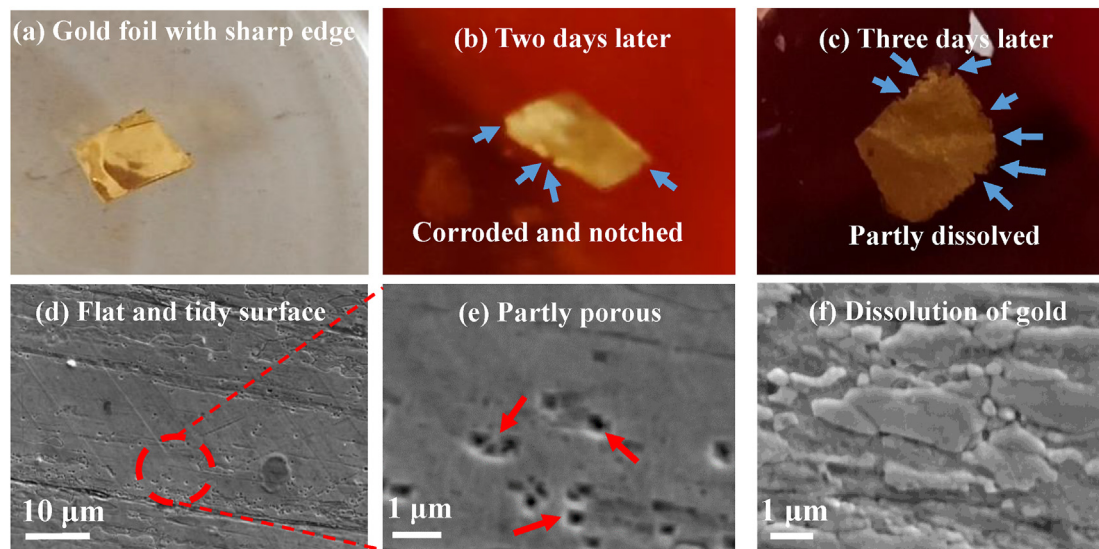 (a) Gold foil with sharp edge
(b) Two days later
(c) Three days later
Corroded and notched
Partly dissolved
(d) Flat and tidy surface
(e) Partly porous
(f) Dissolution of gold
10 μm
1 μm
1 μm